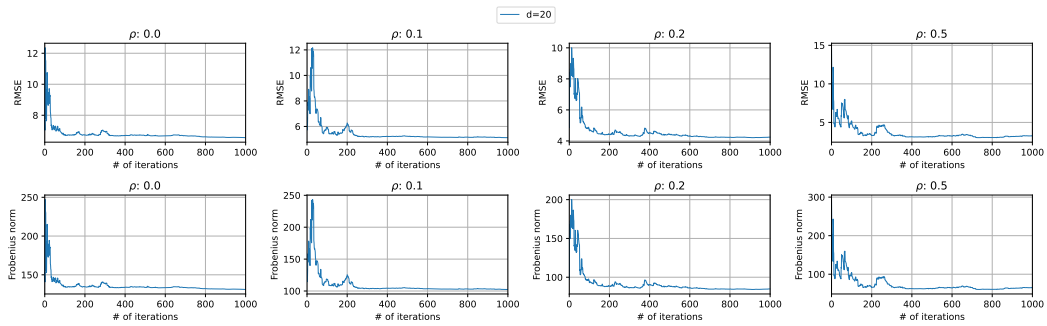 d=20
ρ: 0.0
ρ: 0.1
ρ: 0.2
ρ: 0.5
RMSE
12
10
8
0 200 400 600 800 1000
# of iterations
RMSE
12
10
8
6
0 200 400 600 800 1000
# of iterations
RMSE
10
8
6
4
0 200 400 600 800 1000
# of iterations
RMSE
15
10
5
0 200 400 600 800 1000
# of iterations
ρ: 0.0
ρ: 0.1
ρ: 0.2
ρ: 0.5
Frobenius norm
250
200
150
0 200 400 600 800 1000
# of iterations
Frobenius norm
250
200
150
100
0 200 400 600 800 1000
# of iterations
Frobenius norm
200
150
100
0 200 400 600 800 1000
# of iterations
Frobenius norm
300
200
100
0 200 400 600 800 1000
# of iterations